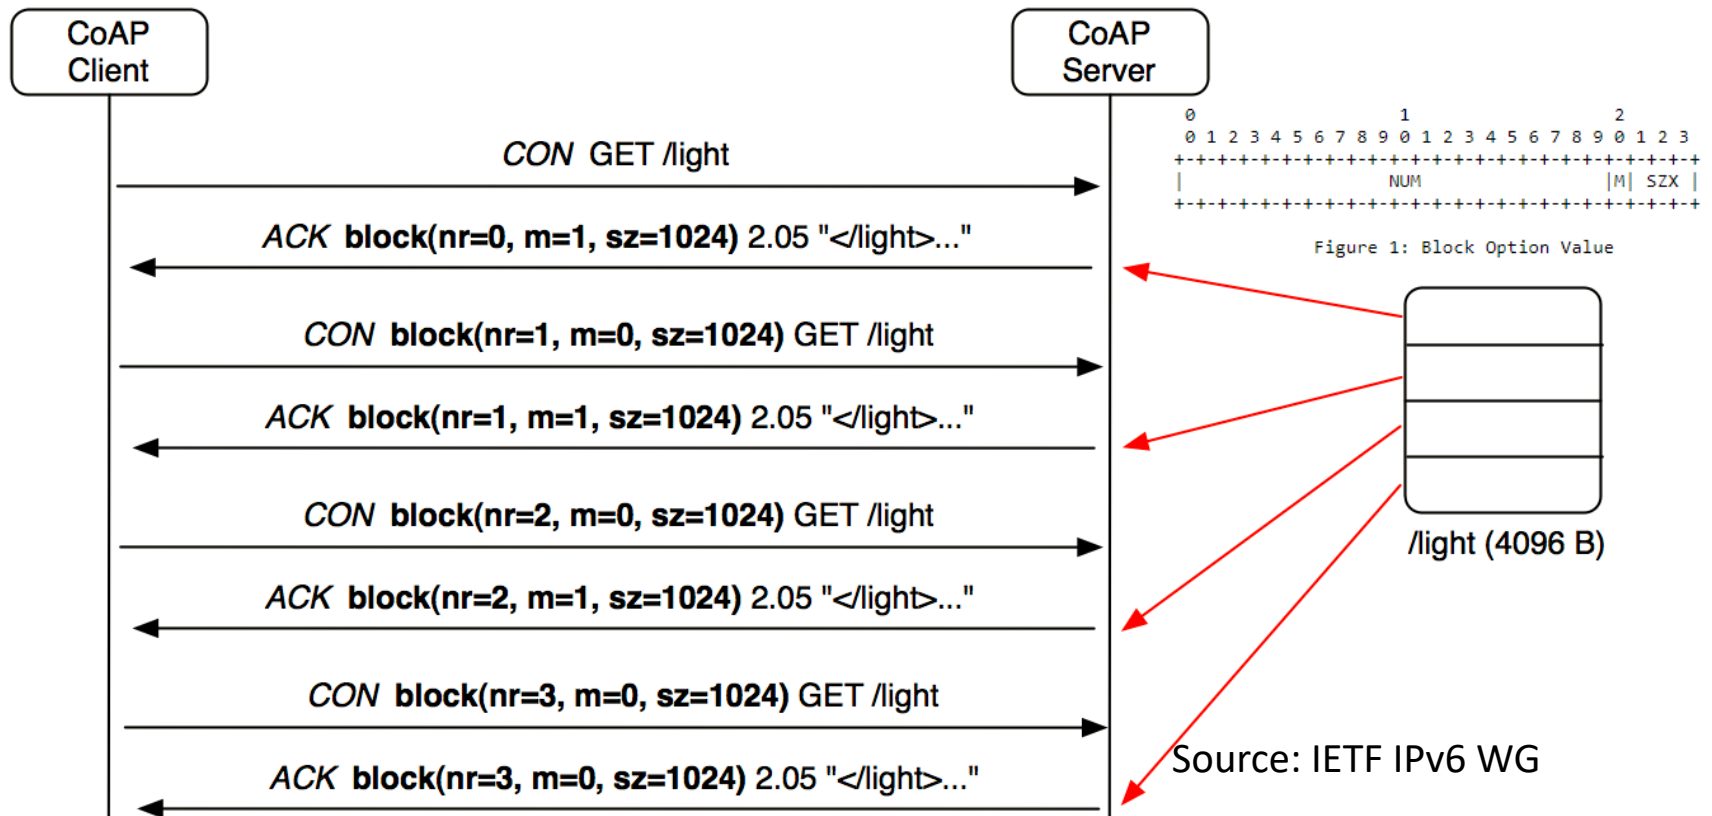 CoAP
Client
CoAP
Server
CON GET /light
ACK block(nr=0, m=1, sz=1024) 2.05 "</light>..."
CON block(nr=1, m=0, sz=1024) GET /light
ACK block(nr=1, m=1, sz=1024) 2.05 "</light>..."
CON block(nr=2, m=0, sz=1024) GET /light
ACK block(nr=2, m=1, sz=1024) 2.05 "</light>..."
CON block(nr=3, m=0, sz=1024) GET /light
ACK block(nr=3, m=0, sz=1024) 2.05 "</light>..."
0 1 2
0 1 2 3 4 5 6 7 8 9 0 1 2 3 4 5 6 7 8 9 0 1 2 3
+-+-+-+-+-+-+-+-+-+-+-+-+-+-+-+-+-+-+-+-+-+-+-+-+
| NUM |M| SZX |
+-+-+-+-+-+-+-+-+-+-+-+-+-+-+-+-+-+-+-+-+-+-+-+-+
Figure 1: Block Option Value
/light (4096 B)
Source: IETF IPv6 WG